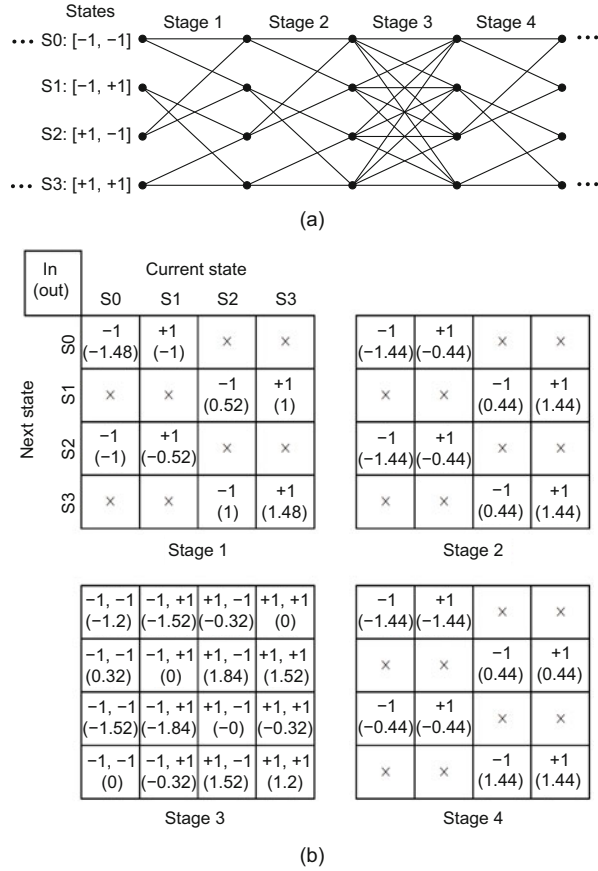 States Stage 1 Stage 2 Stage 3 Stage 4
••• S0: [−1, −1] •••
S1: [−1, +1]
S2: [+1, −1]
••• S3: [+1, +1] •••
(a)
In
(out)
Current state
S0 S1 S2 S3
Next state
S0
S1
S2
S3
−1 +1 × ×
(−1.48) (−1)
× × −1 +1
(0.52) (1)
−1 +1 × ×
(−1) (−0.52)
× × −1 +1
(1) (1.48)
Stage 1
−1 +1 × ×
(−1.44) (−0.44)
× × −1 +1
(0.44) (1.44)
−1 +1 × ×
(−1.44) (−0.44)
× × −1 +1
(0.44) (1.44)
Stage 2
−1, −1 −1, +1 +1, −1 +1, +1
(−1.2) (−1.52) (−0.32) (0)
−1, −1 −1, +1 +1, −1 +1, +1
(0.32) (0) (1.84) (1.52)
−1, −1 −1, +1 +1, −1 +1, +1
(−1.52) (−1.84) (−0) (−0.32)
−1, −1 −1, +1 +1, −1 +1, +1
(0) (−0.32) (1.52) (1.2)
Stage 3
−1 +1 × ×
(−1.44) (−1.44)
× × −1 +1
(0.44) (0.44)
−1 +1 × ×
(−0.44) (−0.44)
× × −1 +1
(1.44) (1.44)
Stage 4
(b)